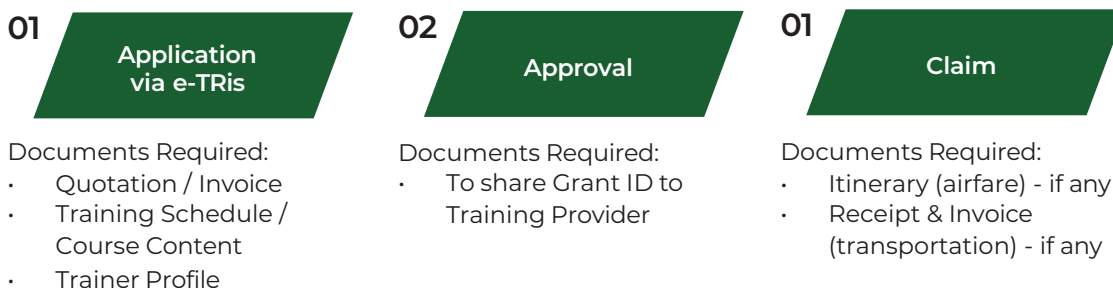 01
Application
via e-TRis
Documents Required:
· Quotation / Invoice
· Training Schedule /
Course Content
· Trainer Profile
02
Approval
Documents Required:
· To share Grant ID to
Training Provider
01
Claim
Documents Required:
· Itinerary (airfare) - if any
· Receipt & Invoice
(transportation) - if any